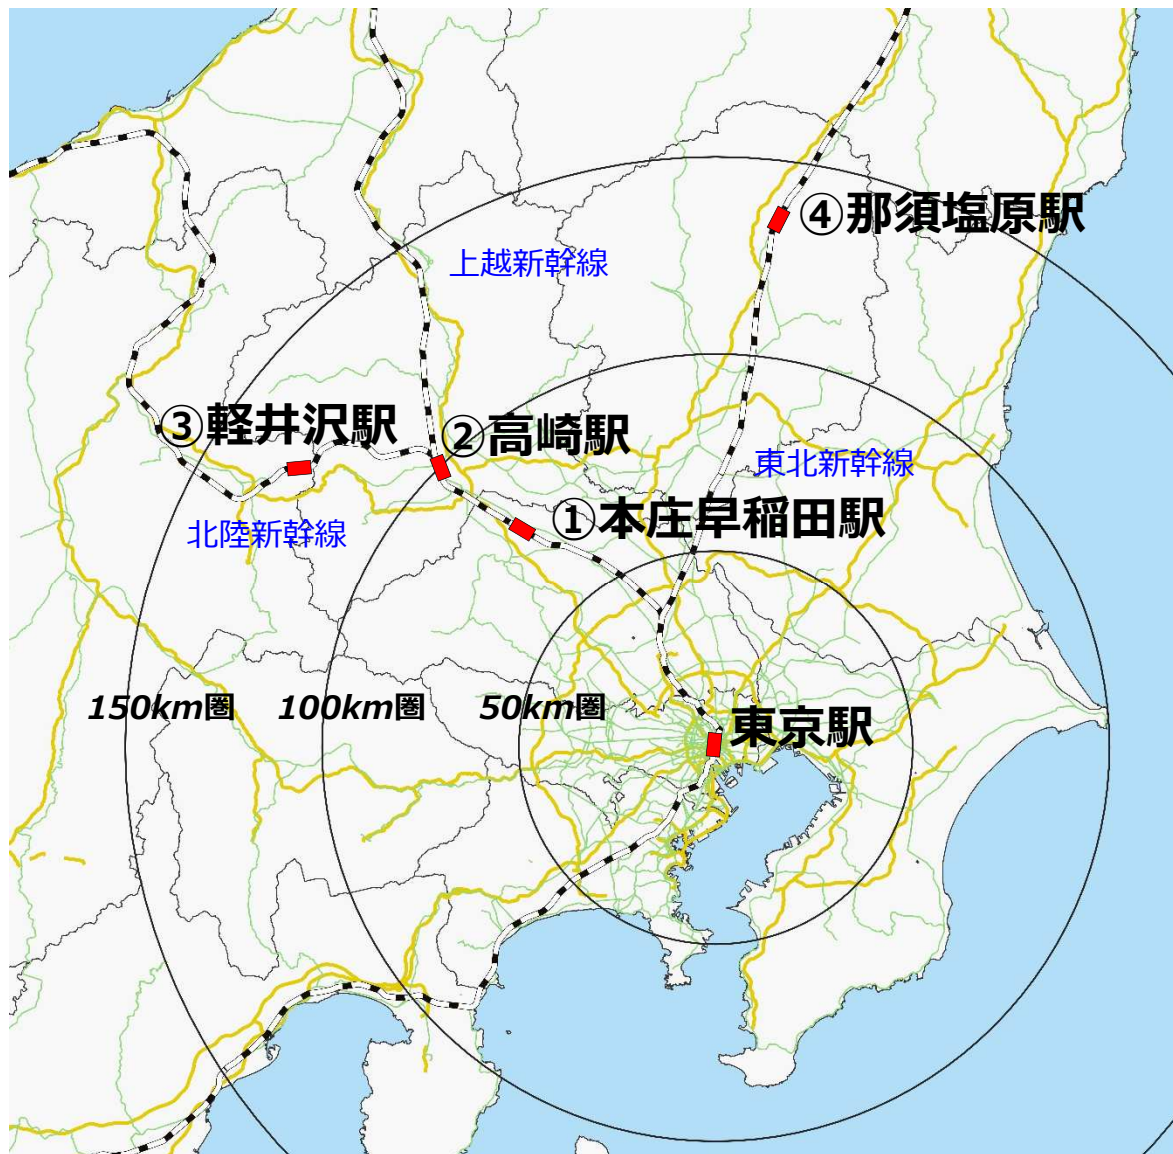 ④那須塩原駅
上越新幹線
③軽井沢駅
②高崎駅
東北新幹線
①本庄早稲田駅
北陸新幹線
150km圏
100km圏
50km圏
東京駅